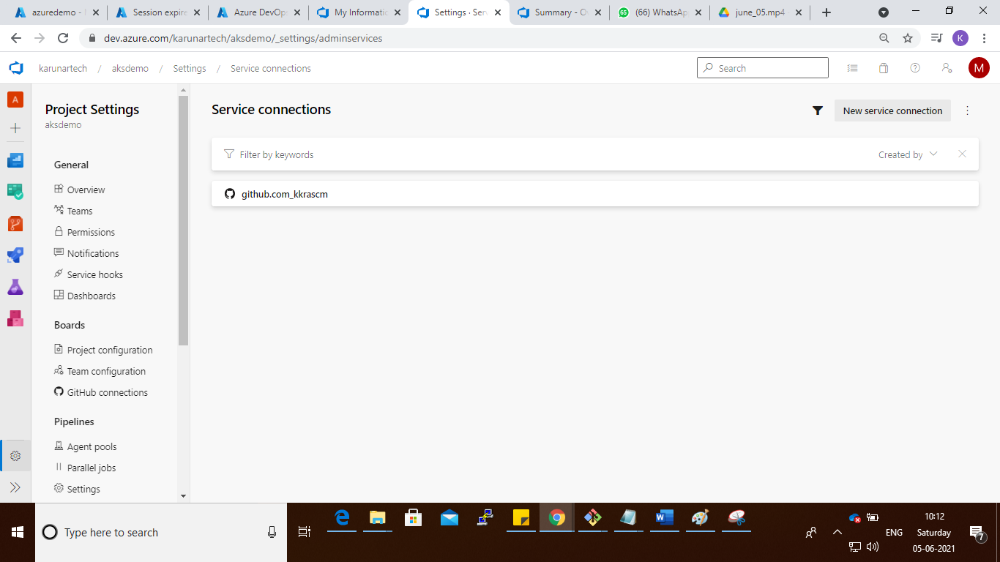 azuredemo -
Session expire
Azure DevOp
My Informatic
Settings · Serv
Summary - O
65
(66) WhatsAp
june_05.mp4
dev.azure.com/karunartech/aksdemo/_settings/adminservices
K
karunartech / aksdemo / Settings / Service connections
Search
M
A
Project Settings
aksdemo
General
Overview
Teams
Permissions
Notifications
Service hooks
Dashboards
Boards
Project configuration
Team configuration
GitHub connections
Pipelines
Agent pools
Parallel jobs
Settings
Service connections
New service connection
Filter by keywords
Created by
github.com_kkrascm
Type here to search
ENG
10:12
Saturday
05-06-2021
7